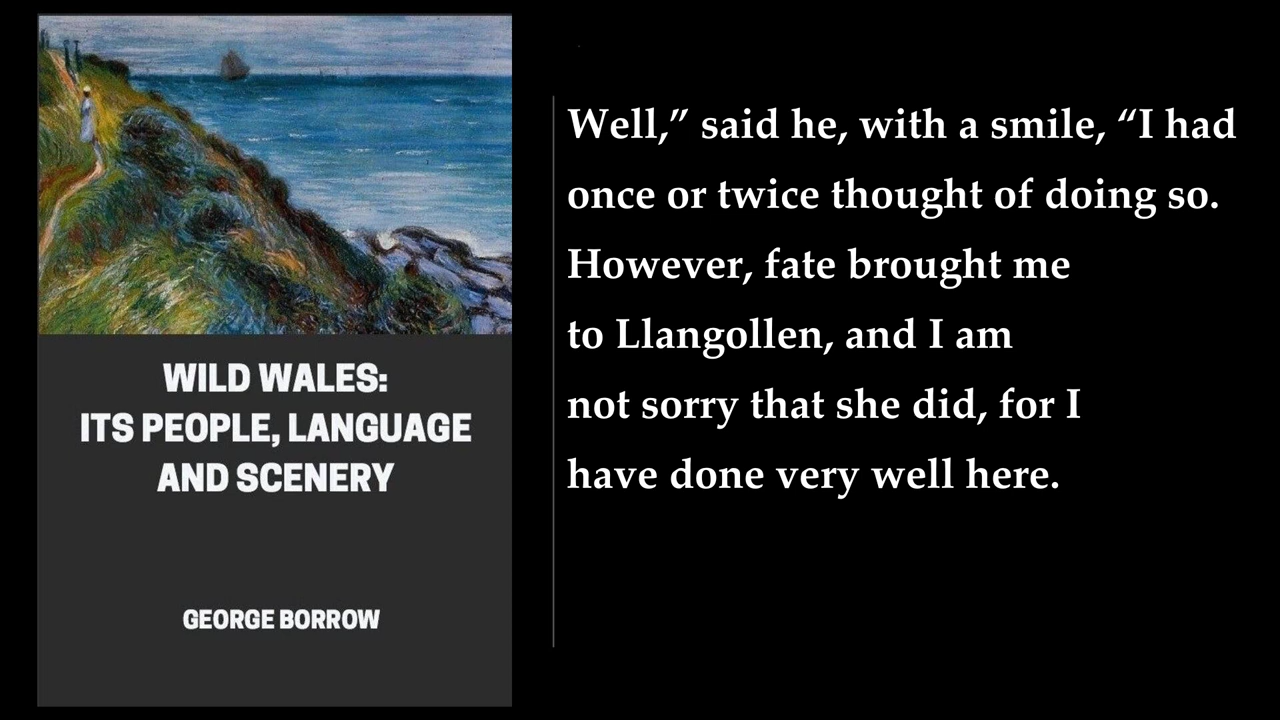 WILD WALES:
ITS PEOPLE, LANGUAGE
AND SCENERY
GEORGE BORROW
Well,” said he, with a smile, “I had
once or twice thought of doing so.
However, fate brought me
to Llangollen, and I am
not sorry that she did, for I
have done very well here.